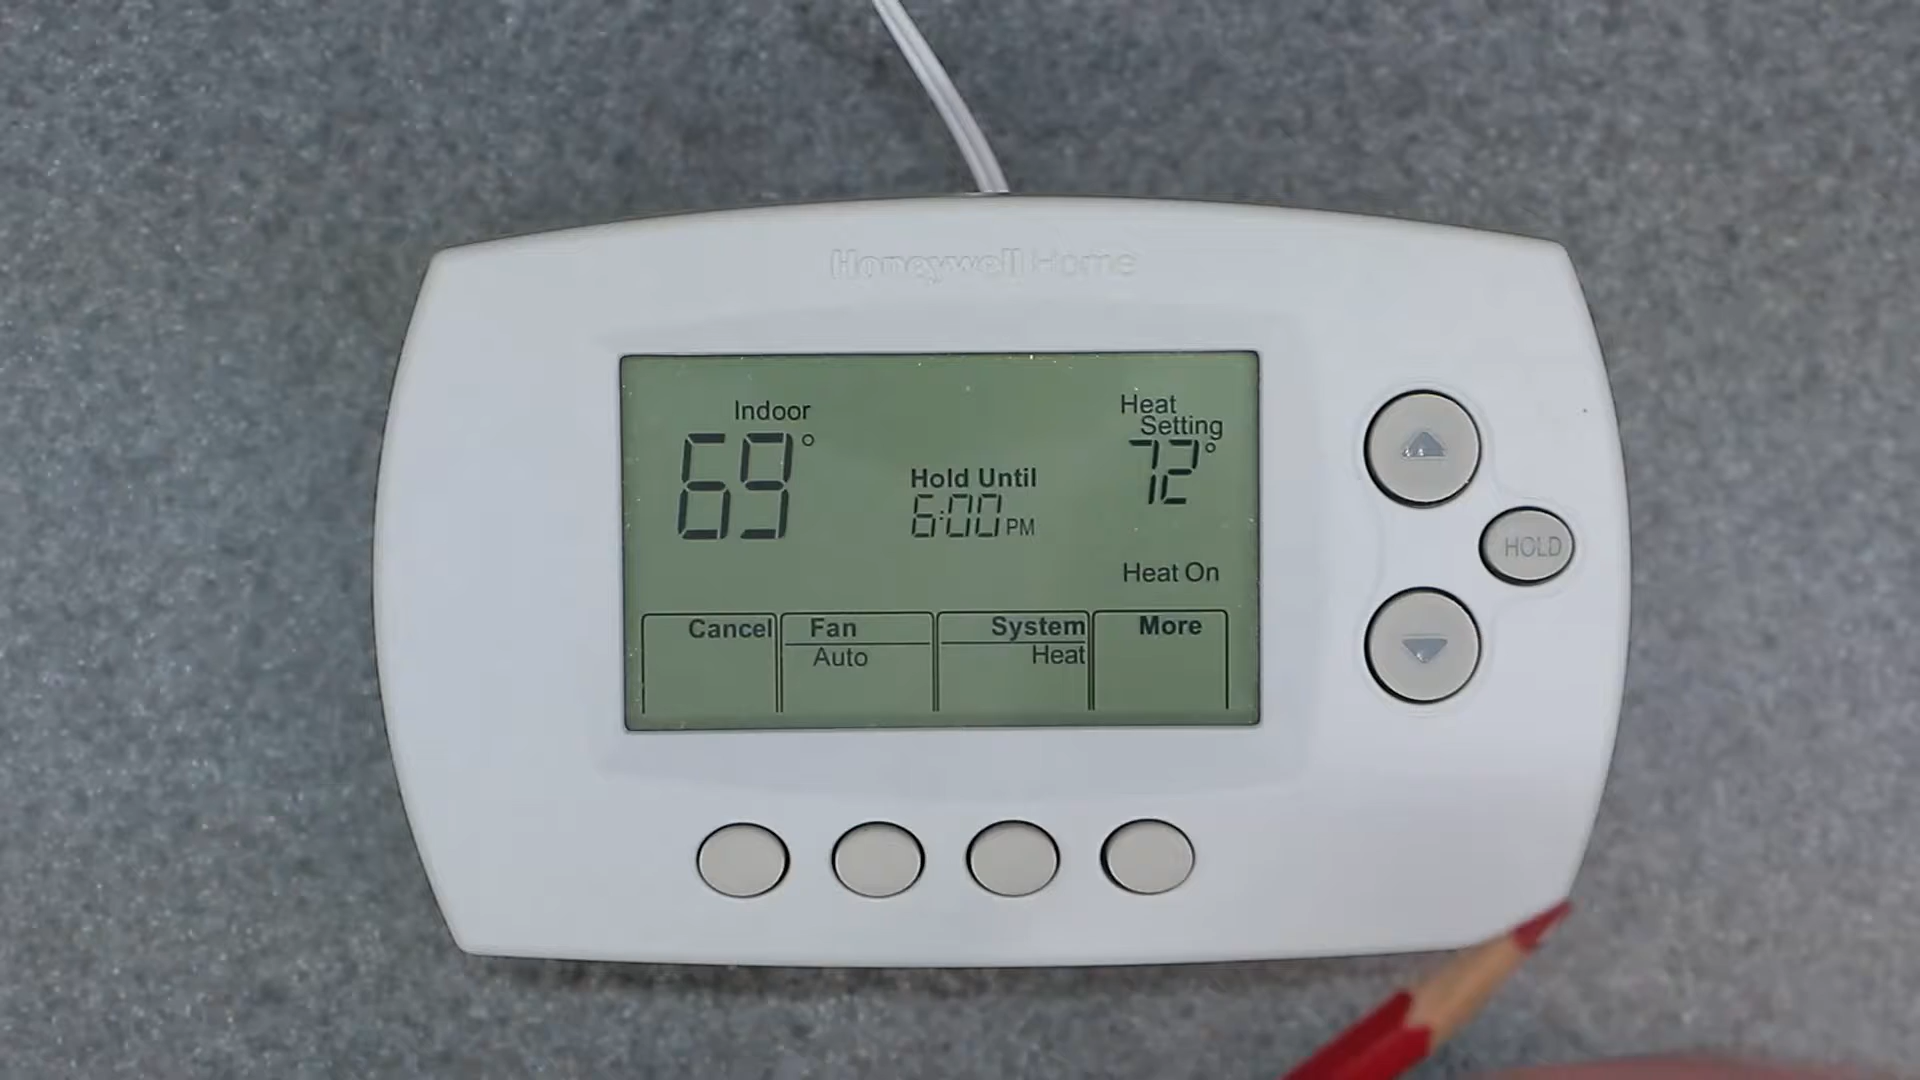 Honeywell Home
Indoor
69°
Hold Until
6:00 PM
Heat
Setting
72°
Heat On
Cancel
Fan
Auto
System
Heat
More
HOLD